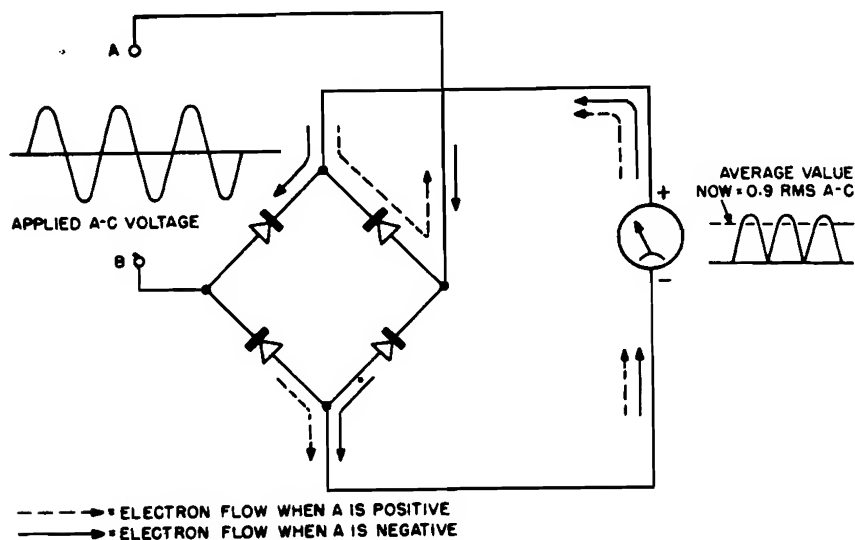 A
+
AVERAGE VALUE
NOW = 0.9 RMS A-C
APPLIED A-C VOLTAGE
B
−
= ELECTRON FLOW WHEN A IS POSITIVE
= ELECTRON FLOW WHEN A IS NEGATIVE